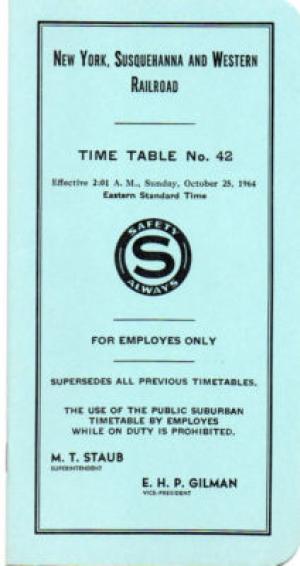 New York, Susquehanna and Western
Railroad
TIME TABLE No. 42
Effective 2:01 A. M., Sunday, October 25, 1964
Eastern Standard Time
SAFETY
S
ALWAYS
FOR EMPLOYES ONLY
SUPERSEDES ALL PREVIOUS TIMETABLES.
THE USE OF THE PUBLIC SUBURBAN
TIMETABLE BY EMPLOYES
WHILE ON DUTY IS PROHIBITED.
M. T. STAUB
SUPERINTENDENT
E. H. P. GILMAN
VICE-PRESIDENT